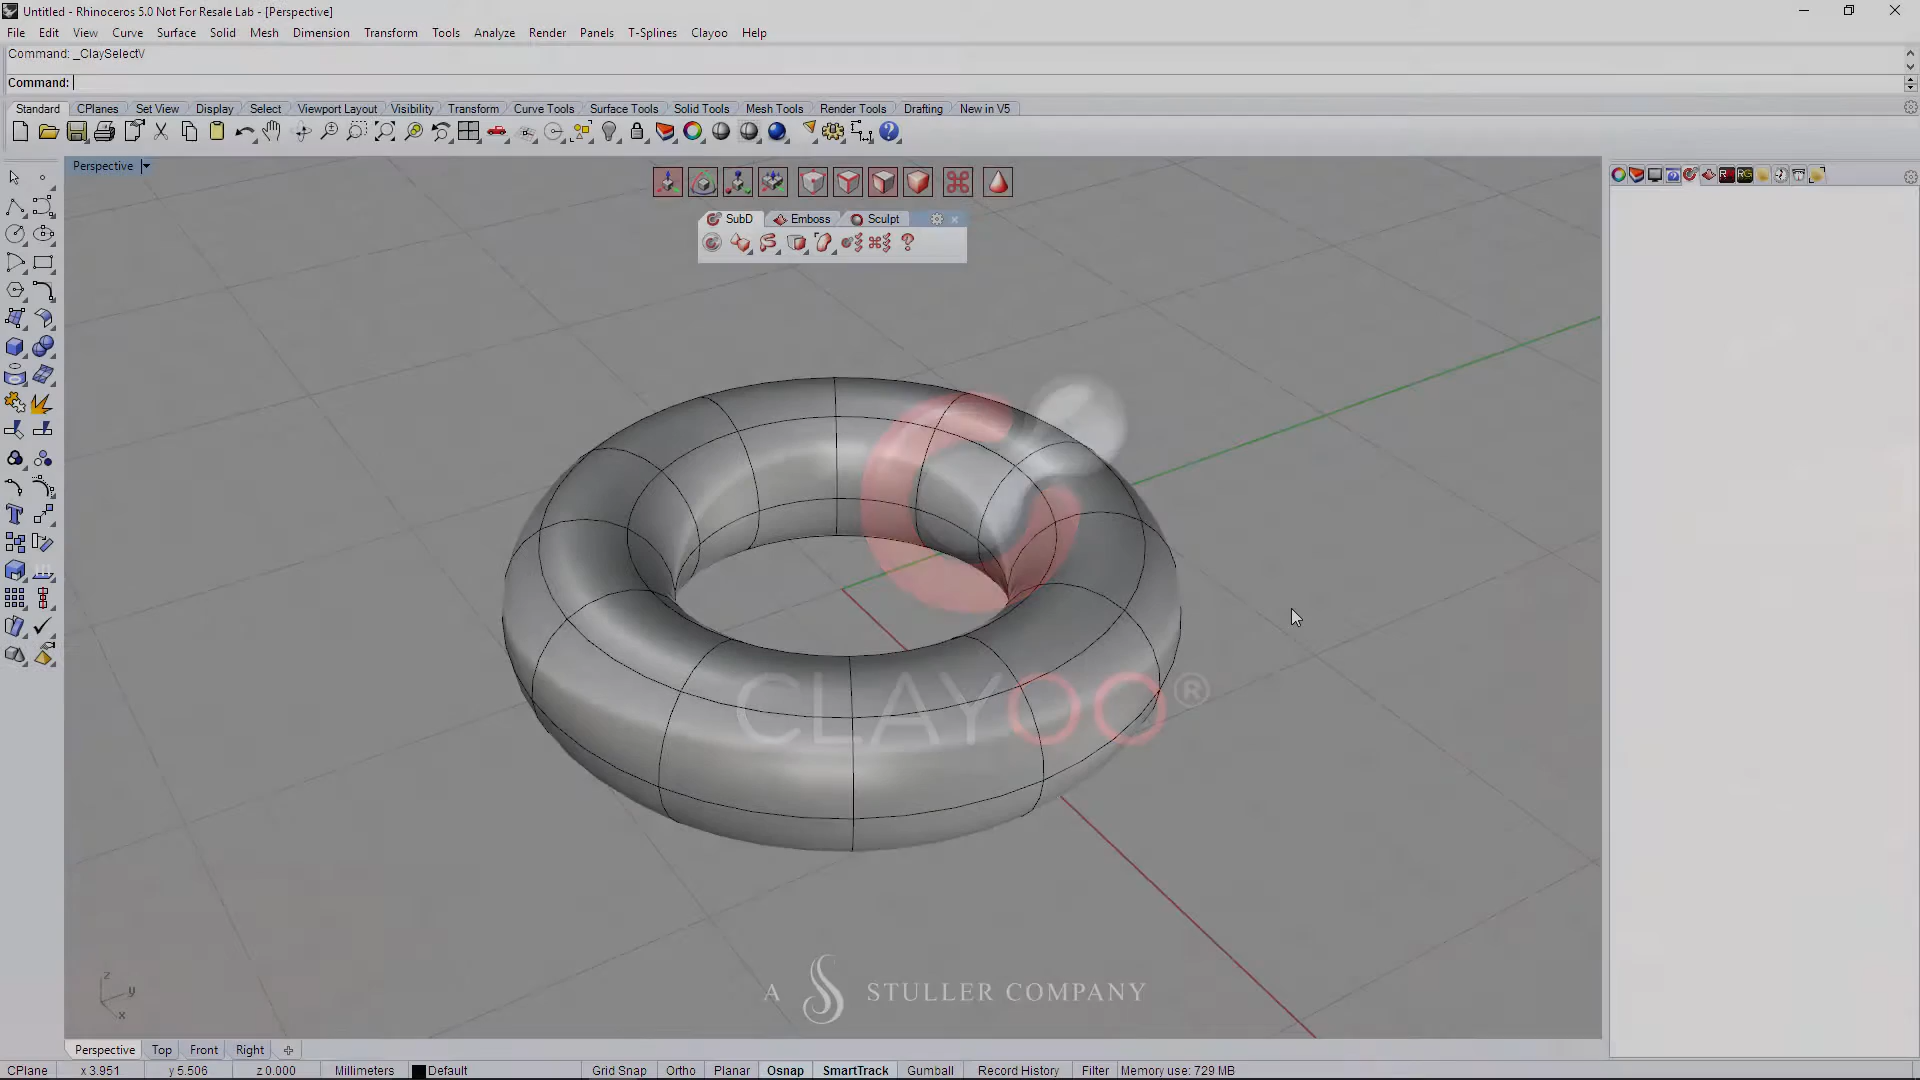 Untitled - Rhinoceros 5.0 Not For Resale Lab - [Perspective]
File Edit View Curve Surface Solid Mesh Dimension Transform Tools Analyze Render Panels T-Splines Clayoo Help
Command: _ClaySelectV
Command:
Standard CPlanes Set View Display Select Viewport Layout Visibility Transform Curve Tools Surface Tools Solid Tools Mesh Tools Render Tools Drafting New in V5
Perspective
SubD Emboss Sculpt
CLAYOO®
A STULLER COMPANY
z
y
x
Perspective Top Front Right
CPlane x 3.951 y 5.506 z 0.000 Millimeters Default Grid Snap Ortho Planar Osnap SmartTrack Gumball Record History Filter Memory use: 729 MB